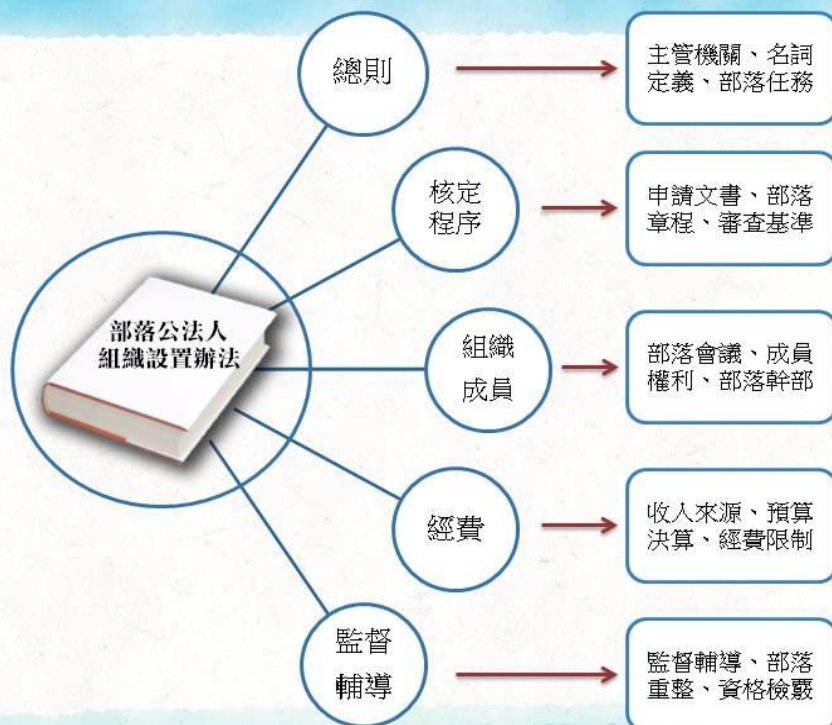 總則
主管機關、名詞
定義、部落任務
核定
程序
申請文書、部落
章程、審查基準
部落公法人
組織設置辦法
組織
成員
部落會議、成員
權利、部落幹部
經費
收入來源、預算
決算、經費限制
監督
輔導
監督輔導、部落
重整、資格檢覈